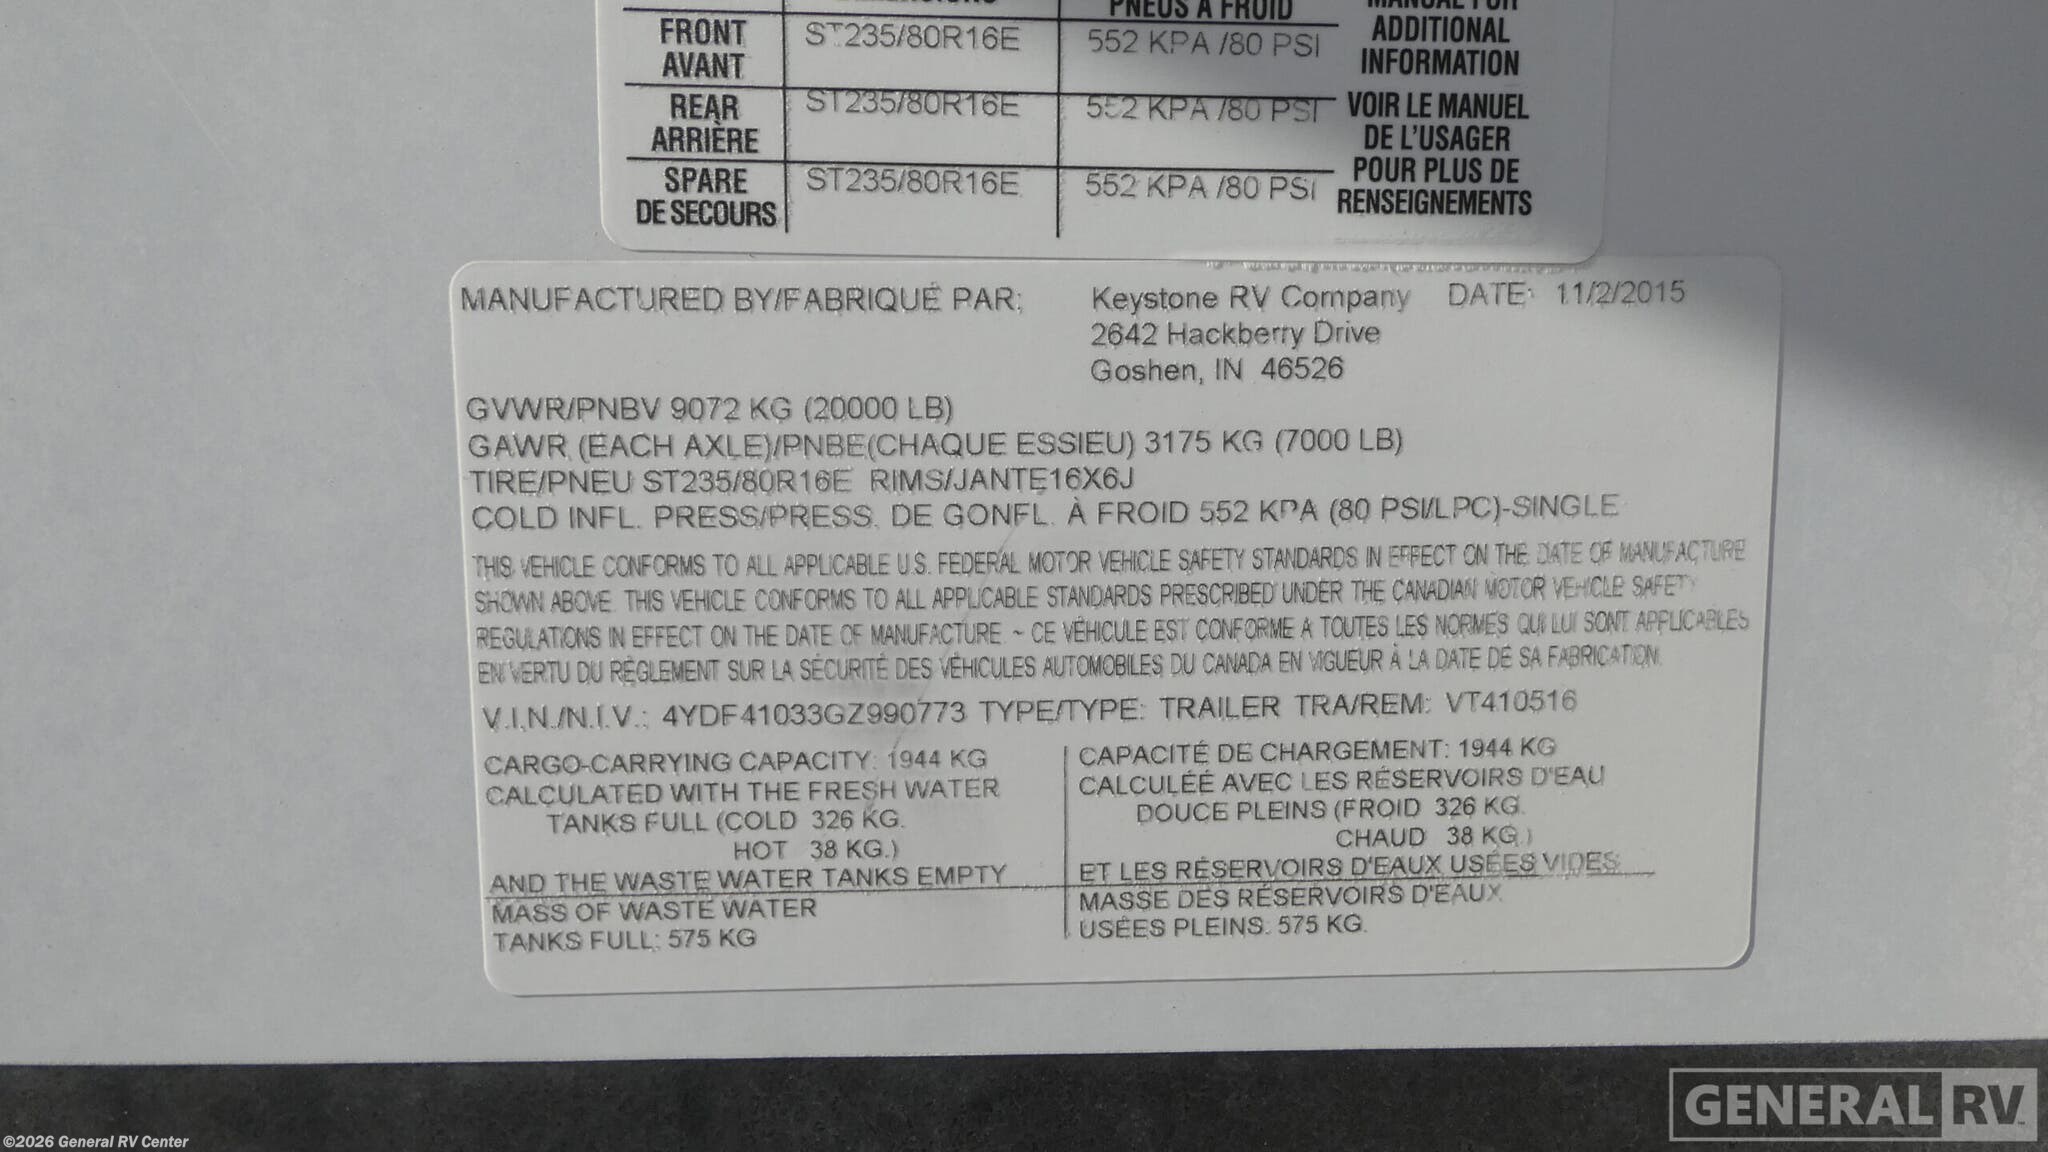 PNEUS À FROID
MANUAL FOR
FRONT
AVANT
ST235/80R16E
552 KPA /80 PSI
ADDITIONAL
INFORMATION
REAR
ARRIÈRE
ST235/80R16E
552 KPA /80 PSI
VOIR LE MANUEL
DE L'USAGER
POUR PLUS DE
RENSEIGNEMENTS
SPARE
DE SECOURS
ST235/80R16E
552 KPA /80 PSI
MANUFACTURED BY/FABRIQUÉ PAR: Keystone RV Company DATE: 11/2/2015
2642 Hackberry Drive
Goshen, IN 46526
GVWR/PNBV 9072 KG (20000 LB)
GAWR (EACH AXLE)/PNBE(CHAQUE ESSIEU) 3175 KG (7000 LB)
TIRE/PNEU ST235/80R16E RIMS/JANTE16X6J
COLD INFL. PRESS/PRESS. DE GONFL. À FROID 552 KPA (80 PSI/LPC)-SINGLE
THIS VEHICLE CONFORMS TO ALL APPLICABLE U.S. FEDERAL MOTOR VEHICLE SAFETY STANDARDS IN EFFECT ON THE DATE OF MANUFACTURE
SHOWN ABOVE. THIS VEHICLE CONFORMS TO ALL APPLICABLE STANDARDS PRESCRIBED UNDER THE CANADIAN MOTOR VEHICLE SAFETY
REGULATIONS IN EFFECT ON THE DATE OF MANUFACTURE. ~ CE VÉHICULE EST CONFORME A TOUTES LES NORMES QUI LUI SONT APPLICABLES
EN VERTU DU RÈGLEMENT SUR LA SÉCURITÉ DES VÉHICULES AUTOMOBILES DU CANADA EN VIGUEUR À LA DATE DE SA FABRICATION.
V.I.N./N.I.V.: 4YDF41033GZ990773 TYPE/TYPE: TRAILER TRA/REM: VT410516
CARGO-CARRYING CAPACITY: 1944 KG
CALCULATED WITH THE FRESH WATER
TANKS FULL (COLD 326 KG.
HOT 38 KG.)
AND THE WASTE WATER TANKS EMPTY
MASS OF WASTE WATER
TANKS FULL: 575 KG
CAPACITÉ DE CHARGEMENT: 1944 KG
CALCULÉÉ AVEC LES RÉSERVOIRS D'EAU
DOUCE PLEINS (FROID 326 KG.
CHAUD 38 KG.)
ET LES RÉSERVOIRS D'EAUX USÉES VIDES.
MASSE DES RÉSERVOIRS D'EAUX
USÉES PLEINS: 575 KG.
GENERAL RV
©2026 General RV Center